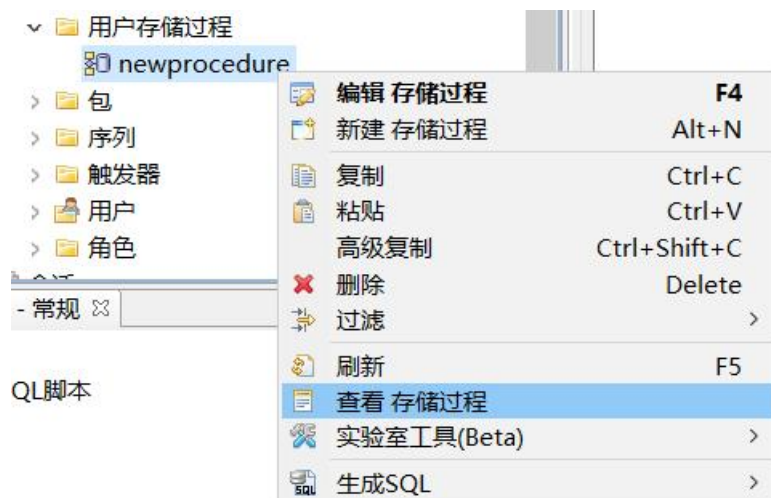 用户存储过程
newprocedure
编辑 存储过程 F4
包
新建 存储过程 Alt+N
序列
触发器
复制 Ctrl+C
用户
粘贴 Ctrl+V
角色
高级复制 Ctrl+Shift+C
删除 Delete
- 常规
过滤
刷新 F5
QL脚本
查看 存储过程
实验室工具(Beta)
生成SQL